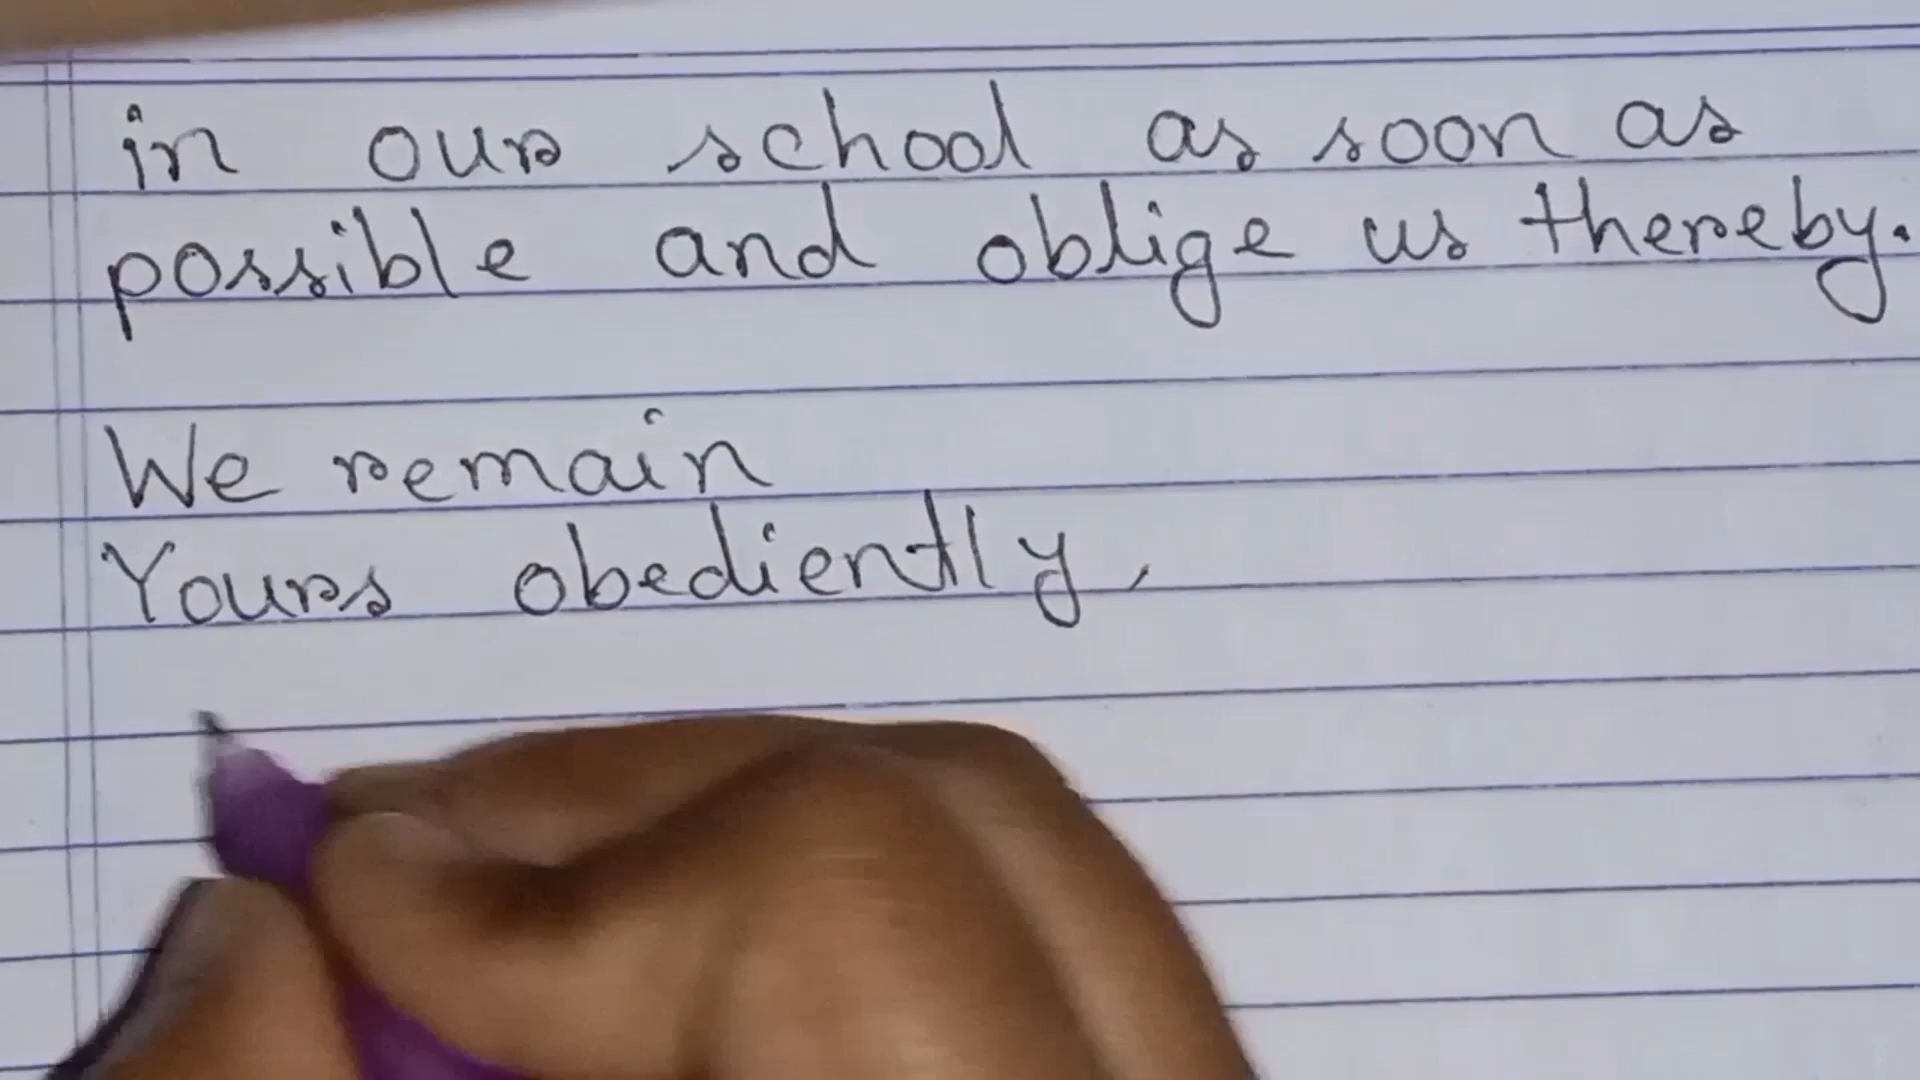 in our school as soon as
possible and oblige us thereby.
We remain
Yours obediently,